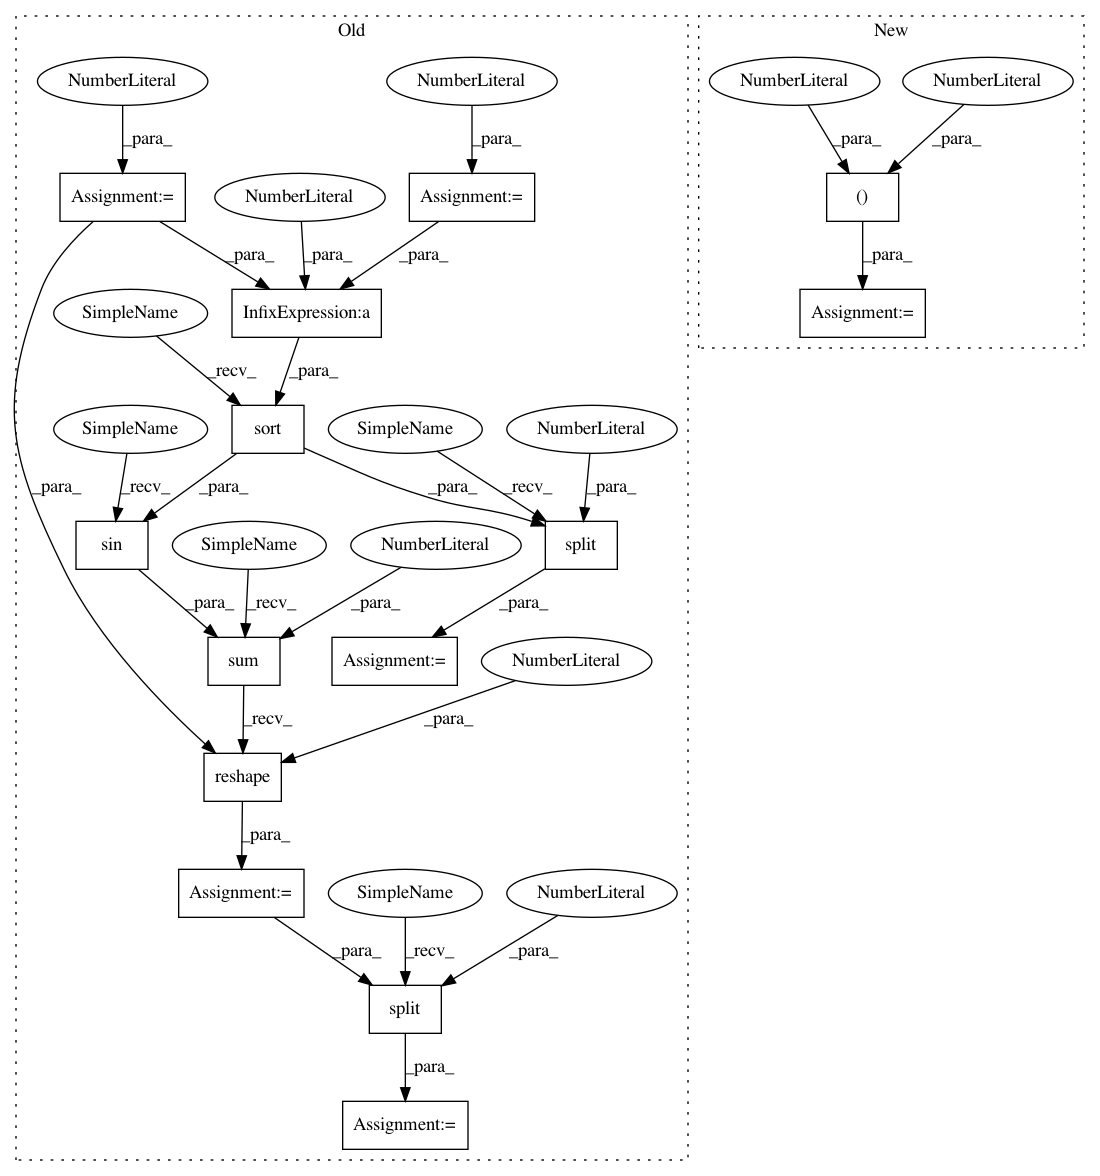 Old
New
NumberLiteral
NumberLiteral
NumberLiteral
NumberLiteral
_para_
_para_
_para_
_para_
Assignment:=
NumberLiteral
Assignment:=
()
_para_
_para_
_para_
_para_
SimpleName
InfixExpression:a
Assignment:=
_recv_
_para_
SimpleName
sort
SimpleName
NumberLiteral
_para_
_recv_
_para_
_para_
_recv_
_para_
sin
SimpleName
NumberLiteral
split
_para_
_recv_
_para_
_para_
sum
Assignment:=
NumberLiteral
_recv_
_para_
reshape
_para_
Assignment:=
SimpleName
NumberLiteral
_para_
_recv_
_para_
split
_para_
Assignment:=